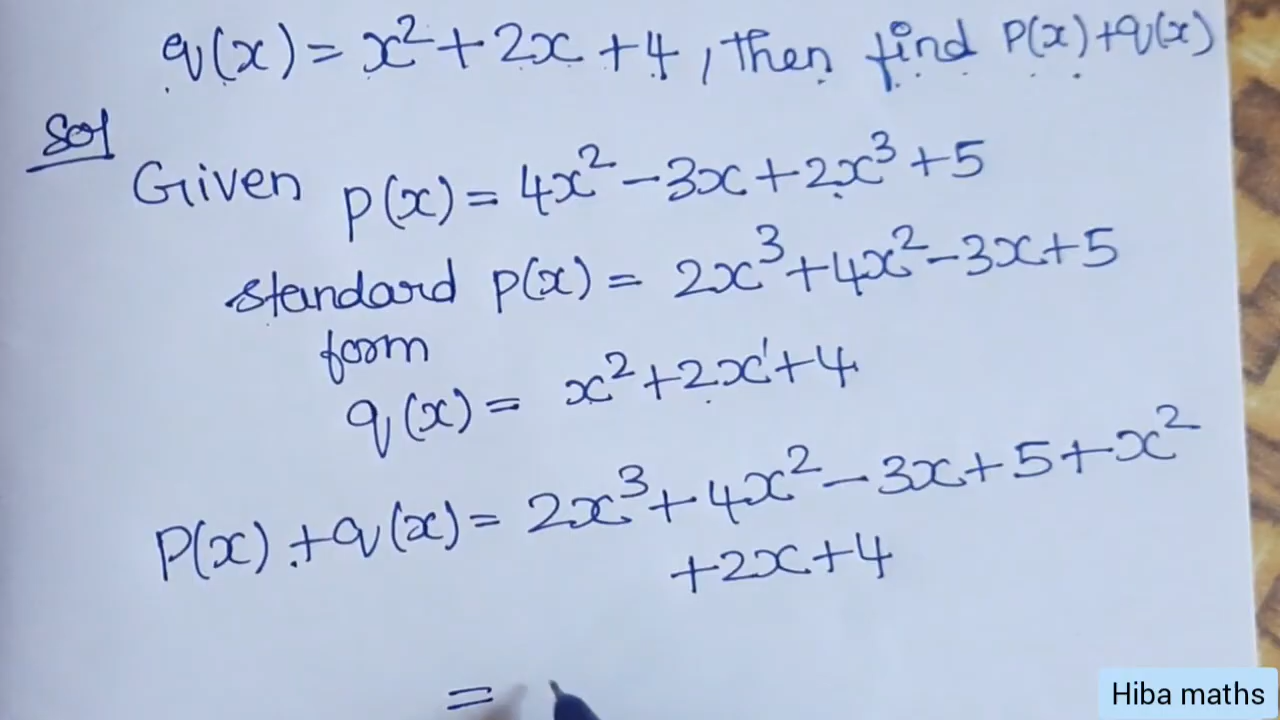 q(x) = x² + 2x + 4, then find p(x)+q(x)
Sol
Given p(x) = 4x² - 3x + 2x³ + 5
standard p(x) = 2x³ + 4x² - 3x + 5
form
q(x) = x² + 2x' + 4
P(x) + q(x) = 2x³ + 4x² - 3x + 5 + x²
+ 2x + 4
=
Hiba maths